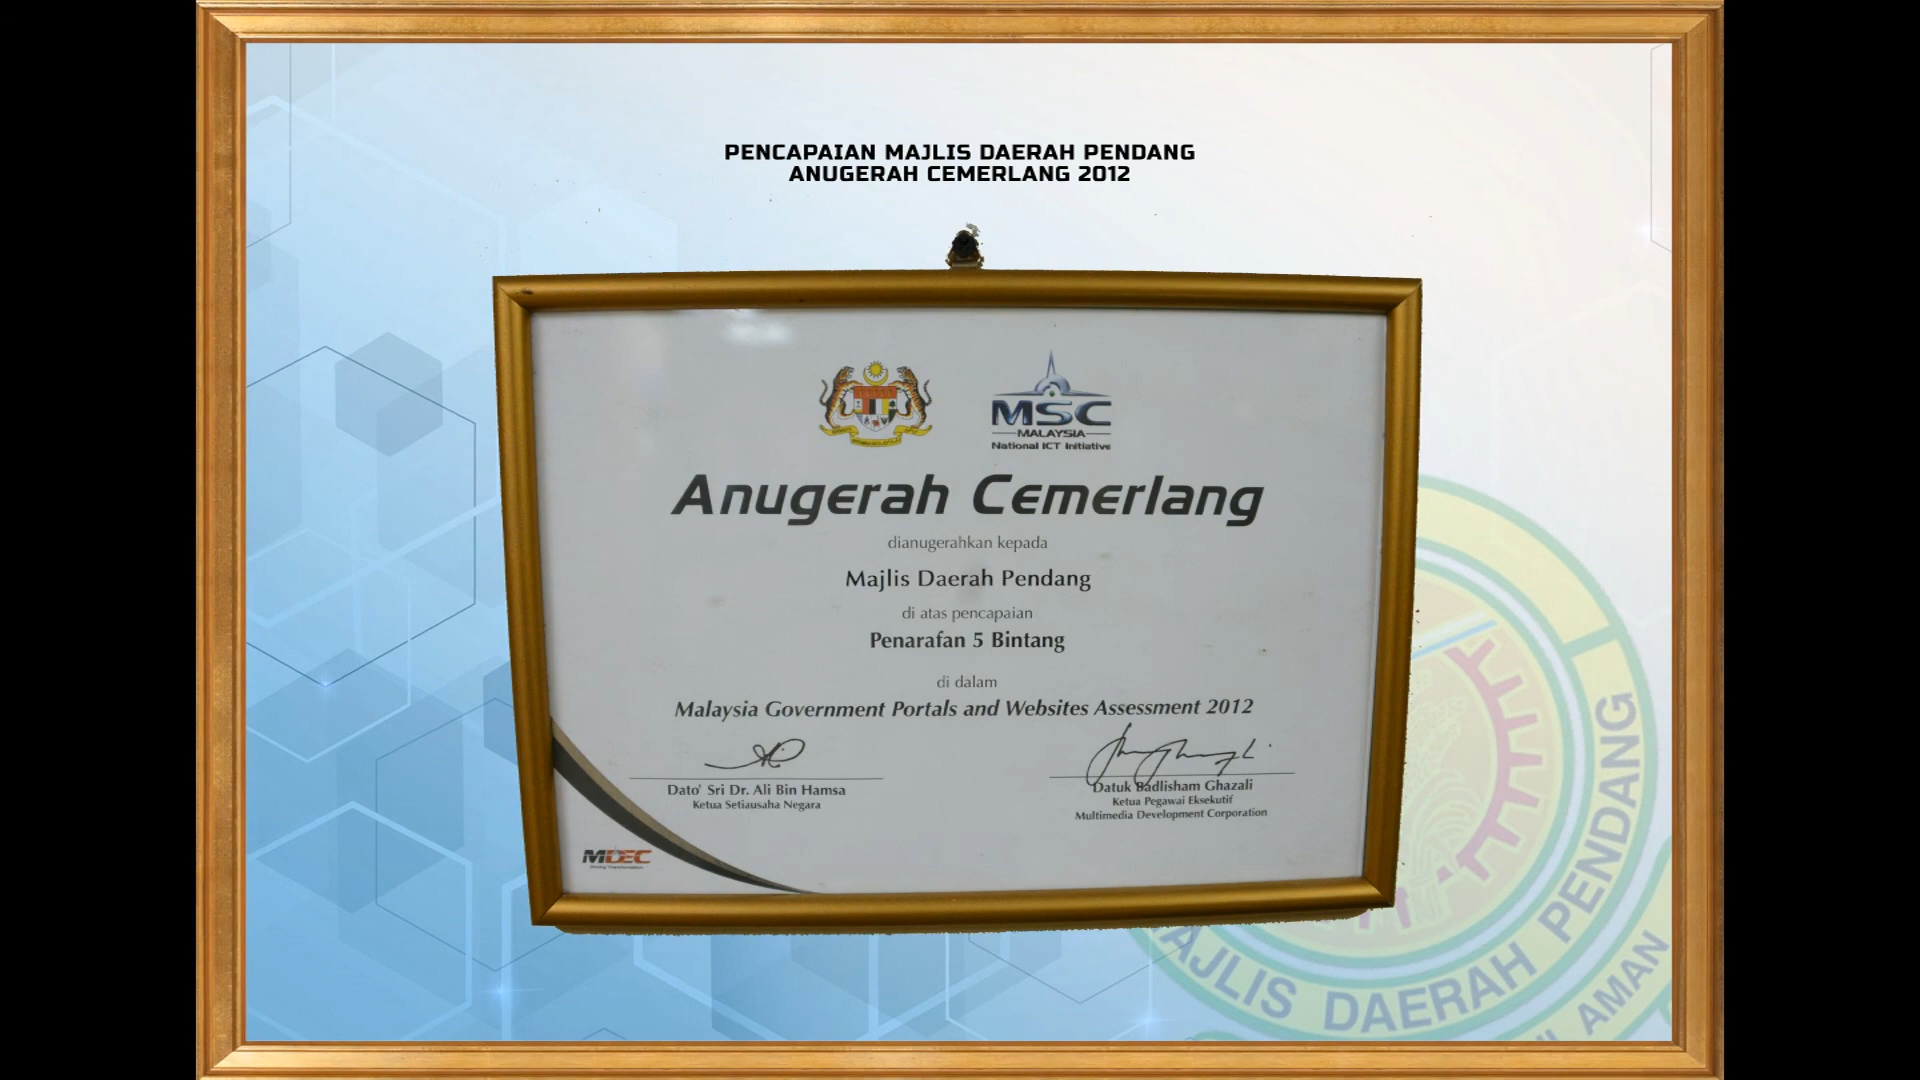 PENCAPAIAN MAJLIS DAERAH PENDANG
ANUGERAH CEMERLANG 2012
MSC
MALAYSIA
National ICT Initiative
Anugerah Cemerlang
dianugerahkan kepada
Majlis Daerah Pendang
di atas pencapaian
Penarafan 5 Bintang
di dalam
Malaysia Government Portals and Websites Assessment 2012
Dato' Sri Dr. Ali Bin Hamsa
Ketua Setiausaha Negara
Datuk Badlisham Ghazali
Ketua Pegawai Eksekutif
Multimedia Development Corporation
MDEC
AJLIS DAERAH PENDANG
AMAN